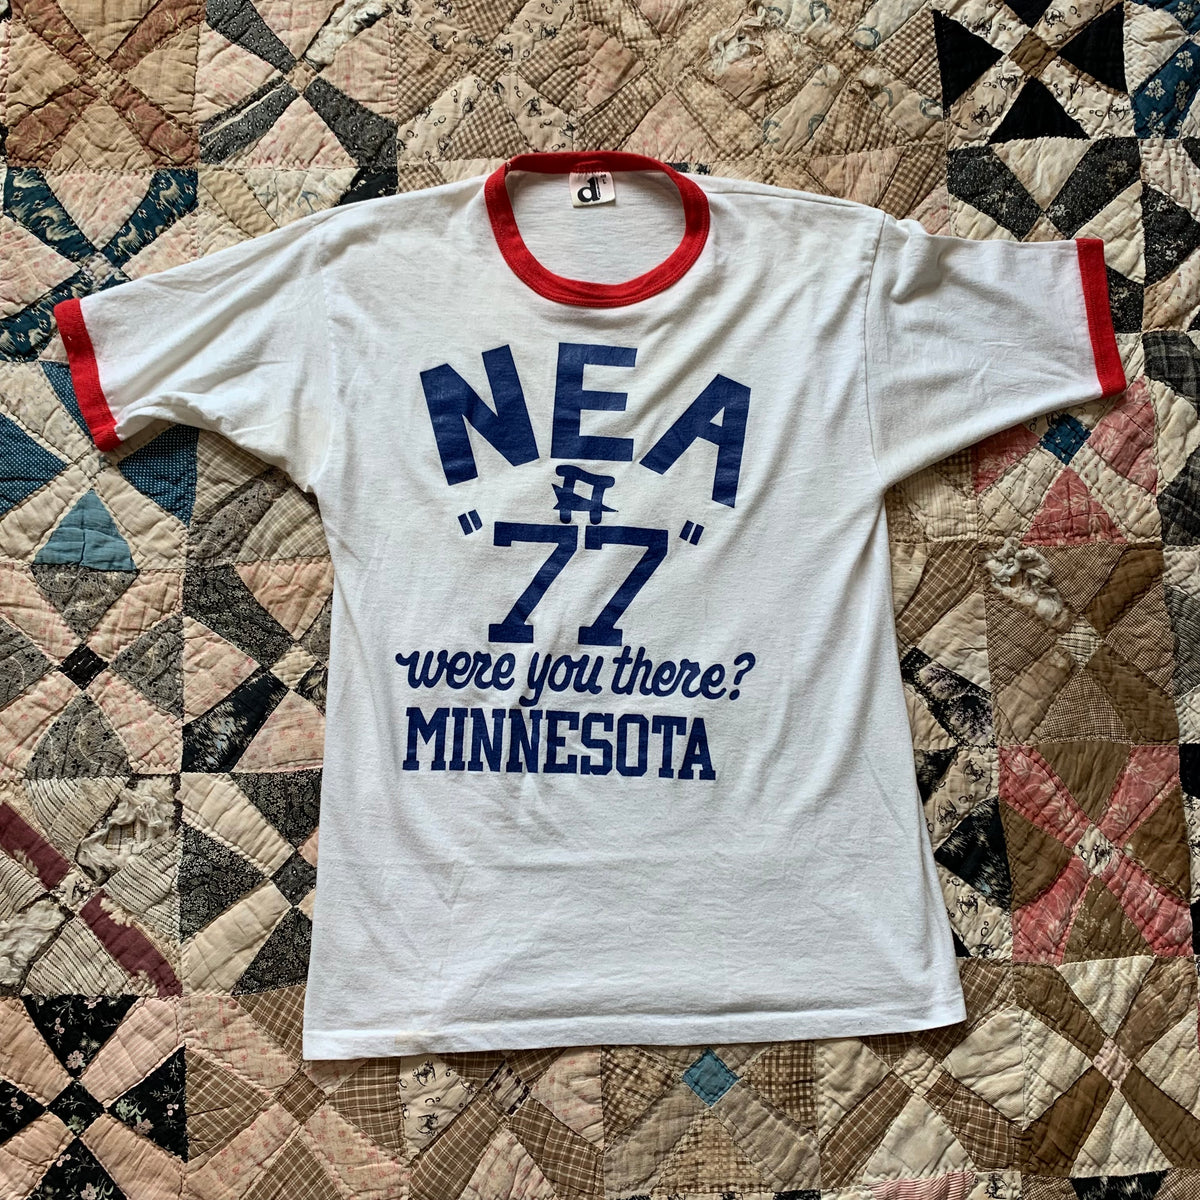 d
NEA
"77"
were you there?
MINNESOTA